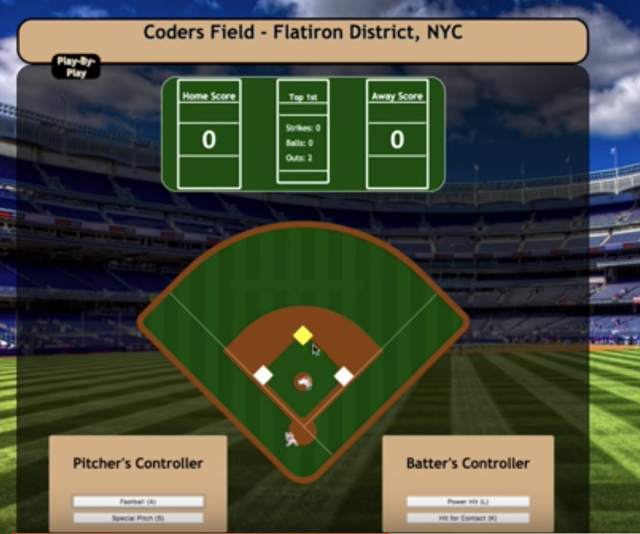 Coders Field - Flatiron District, NYC
Play-By-
Play
Home Score
Top 1st
Away Score
0
Strikes: 0
Balls: 0
Outs: 2
0
Pitcher's Controller
Batter's Controller
Fastball (A)
Special Pitch (S)
Power Hit (L)
Hit for Contact (K)